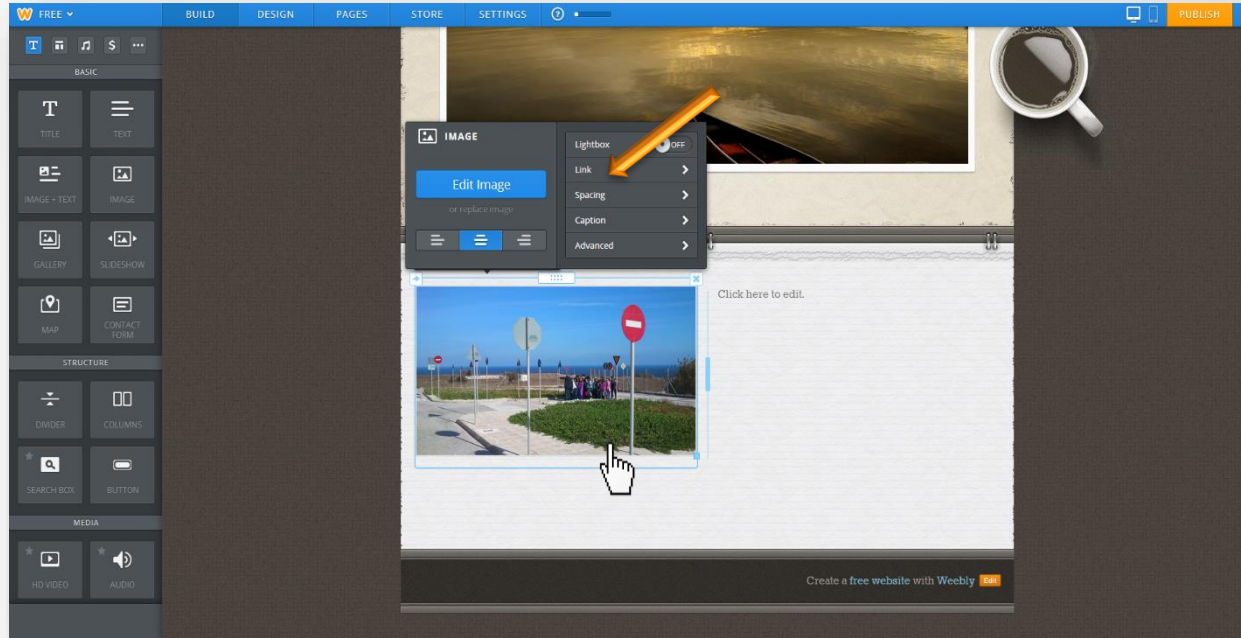 FREE
BUILD
DESIGN
PAGES
STORE
SETTINGS
?
PUBLISH
T
$
BASIC
T
TITLE
TEXT
IMAGE + TEXT
IMAGE
GALLERY
SLIDESHOW
MAP
CONTACT
FORM
STRUCTURE
DIVIDER
COLUMNS
SEARCH BOX
BUTTON
MEDIA
HD VIDEO
AUDIO
IMAGE
Edit Image
or replace image
Lightbox OFF
Link
Spacing
Caption
Advanced
Click here to edit.
Create a free website with Weebly Edit